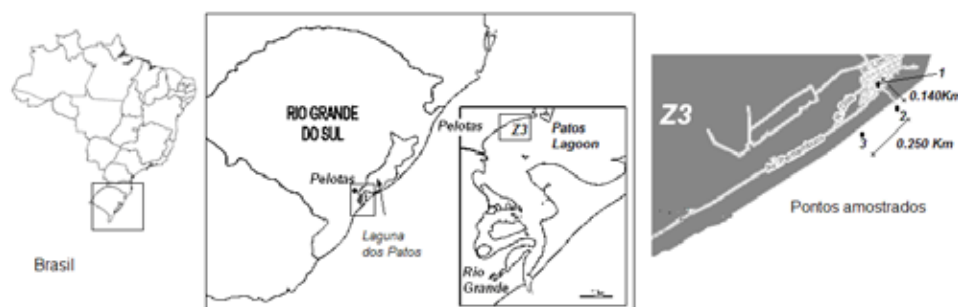 Brasil
RIO GRANDE
DO SUL
Pelotas
Laguna
dos Patos
Pelotas
Z3
Patos
Lagoon
Rio
Grande
Z3
1
0.140Km
2
3
0.250 Km
Pontos amostrados